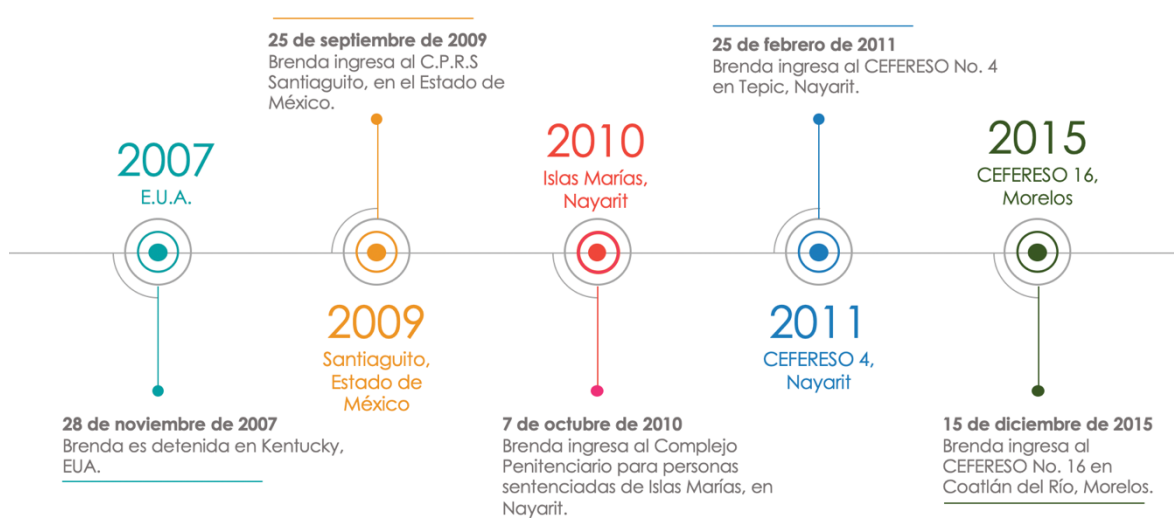 2007
E.U.A.
28 de noviembre de 2007
Brenda es detenida en Kentucky,
EUA.
25 de septiembre de 2009
Brenda ingresa al C.P.R.S
Santiaguito, en el Estado de
México.
2009
Santiaguito,
Estado de
México
2010
Islas Marías,
Nayarit
7 de octubre de 2010
Brenda ingresa al Complejo
Penitenciario para personas
sentenciadas de Islas Marías, en
Nayarit.
25 de febrero de 2011
Brenda ingresa al CEFERESO No. 4
en Tepic, Nayarit.
2011
CEFERESO 4,
Nayarit
2015
CEFERESO 16,
Morelos
15 de diciembre de 2015
Brenda ingresa al
CEFERESO No. 16 en
Coatlán del Río, Morelos.